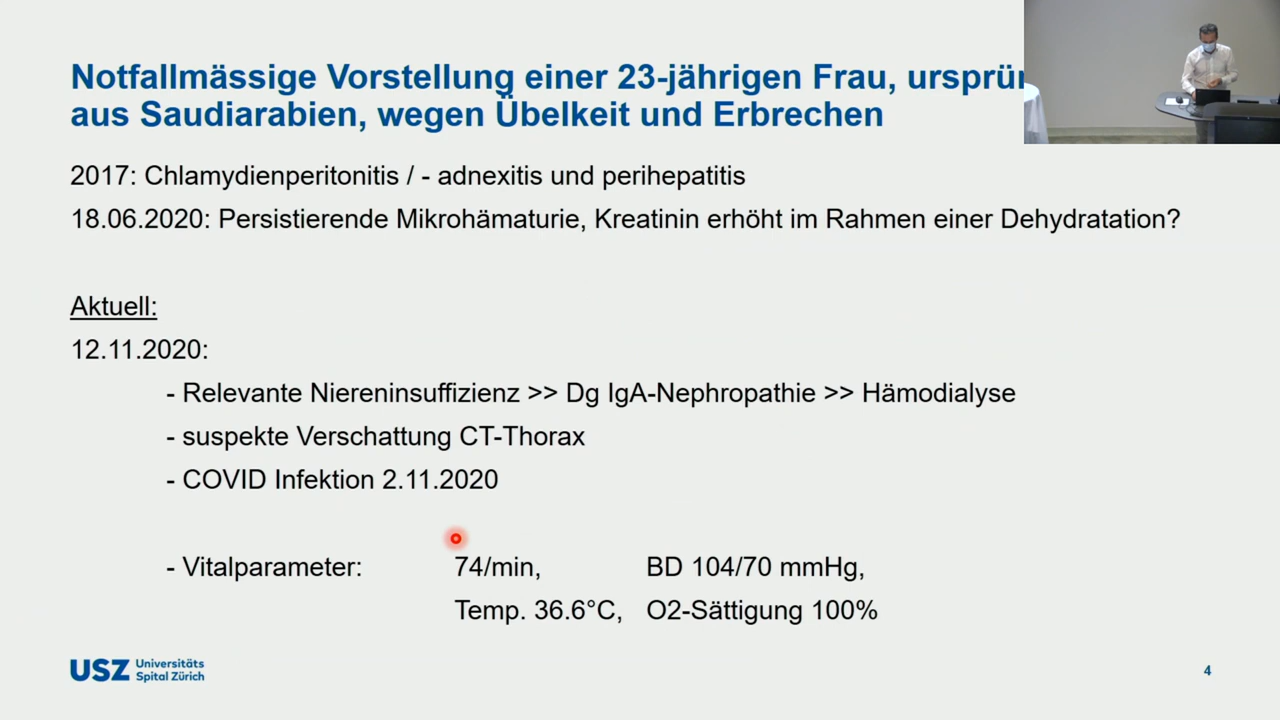 Notfallmässige Vorstellung einer 23-jährigen Frau,
aus Saudiarabien, wegen Übelkeit und Erbrechen
2017: Chlamydienperitonitis / - adnexitis und perihepatitis
18.06.2020: Persistierende Mikrohämaturie, Kreatinin erhöht im Rahmen einer Dehydratation?
Aktuell:
12.11.2020:
- Relevante Niereninsuffizienz >> Dg IgA-Nephropathie >> Hämodialyse
- suspekte Verschattung CT-Thorax
- COVID Infektion 2.11.2020
- Vitalparameter: 74/min, BD 104/70 mmHg,
Temp. 36.6°C, O2-Sättigung 100%
USZ Universitäts
Spital Zürich
4